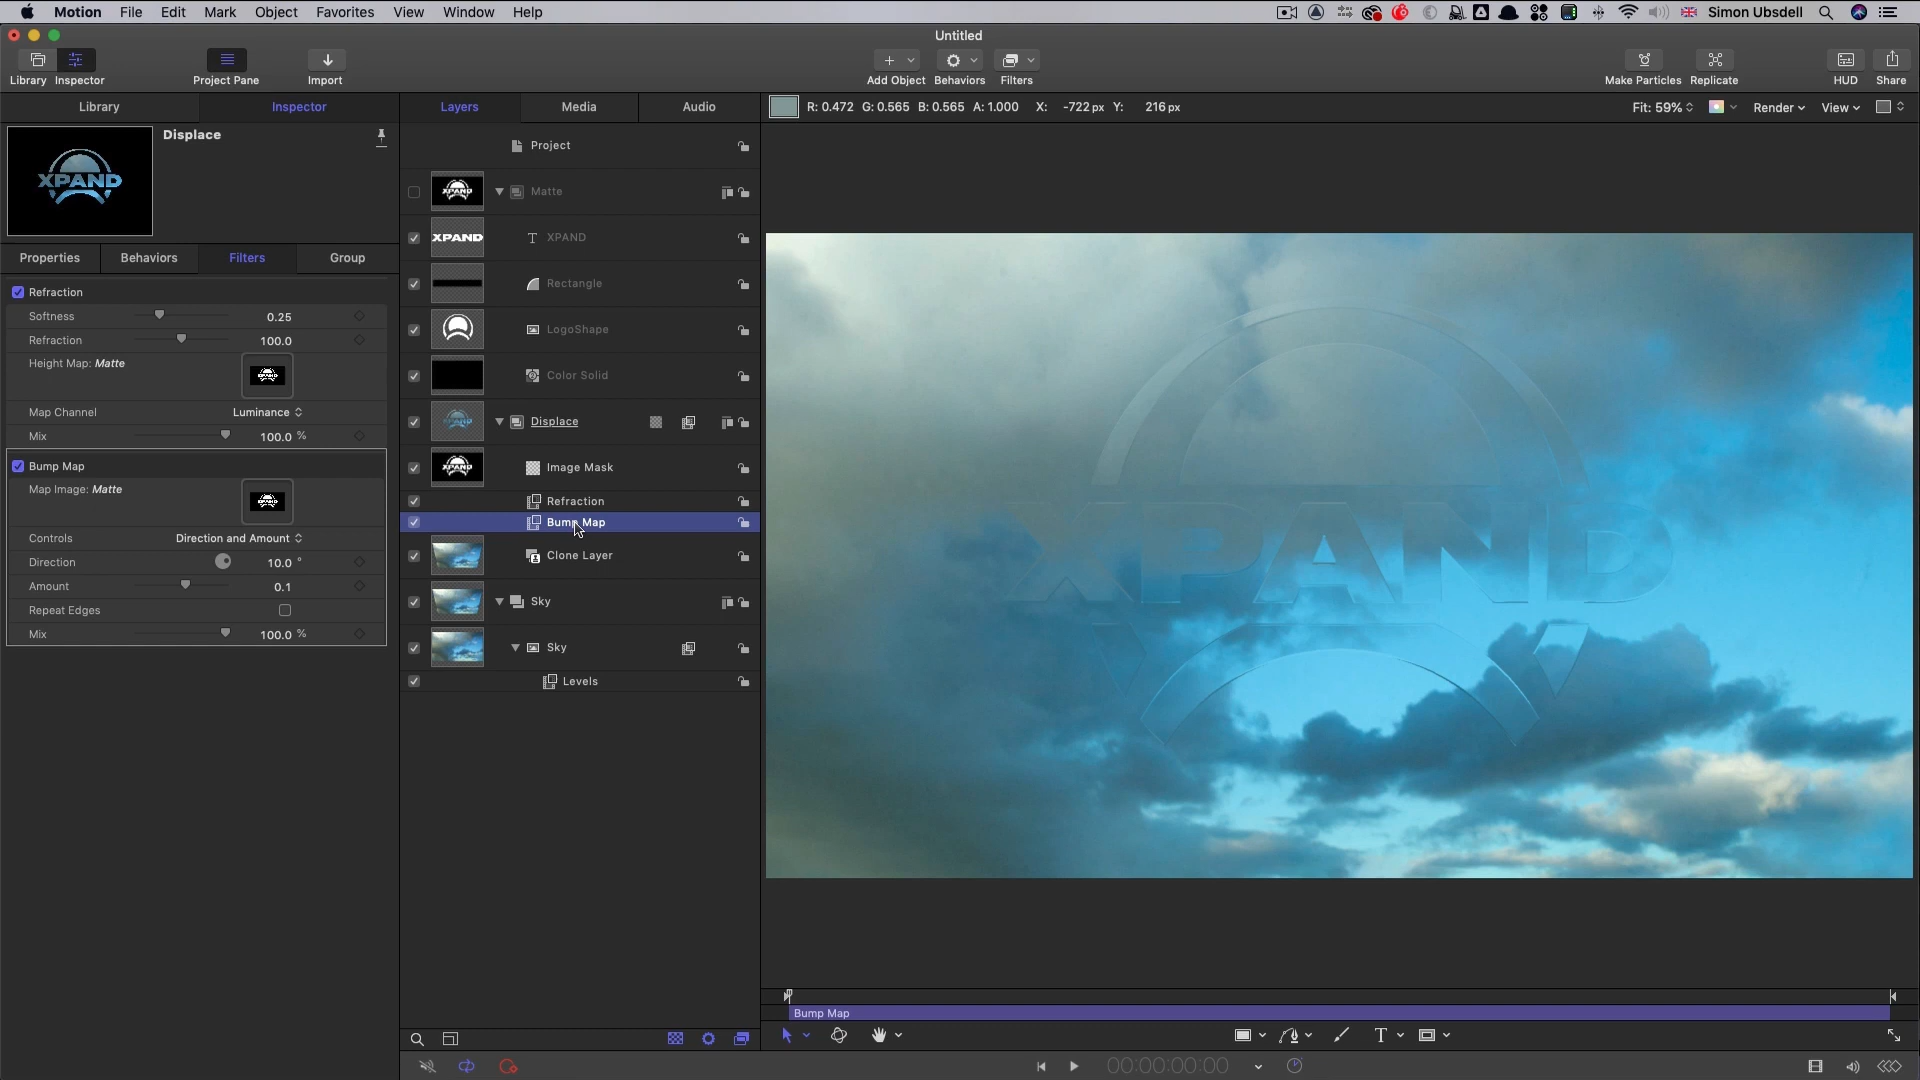 Motion File Edit Mark Object Favorites View Window Help Simon Ubsdell
Untitled
Library Inspector Project Pane Import Add Object Behaviors Filters Make Particles Replicate HUD Share
Library Inspector Layers Media Audio R: 0.472 G: 0.565 B: 0.565 A: 1.000 X: -722 px Y: 216 px Fit: 59% Render View
Displace
XPAND
Properties Behaviors Filters Group
Refraction
Softness 0.25
Refraction 100.0
Height Map: Matte
Map Channel Luminance
Mix 100.0 %
Bump Map
Map Image: Matte
Controls Direction and Amount
Direction 10.0 °
Amount 0.1
Repeat Edges
Mix 100.0 %
Project
XPAND Matte
XPAND XPAND
Rectangle
LogoShape
Color Solid
XPAND Displace
XPAND Image Mask
Refraction
Bump Map
Clone Layer
Sky
Sky
Levels
XPAND
Bump Map
T
00:00:00:00